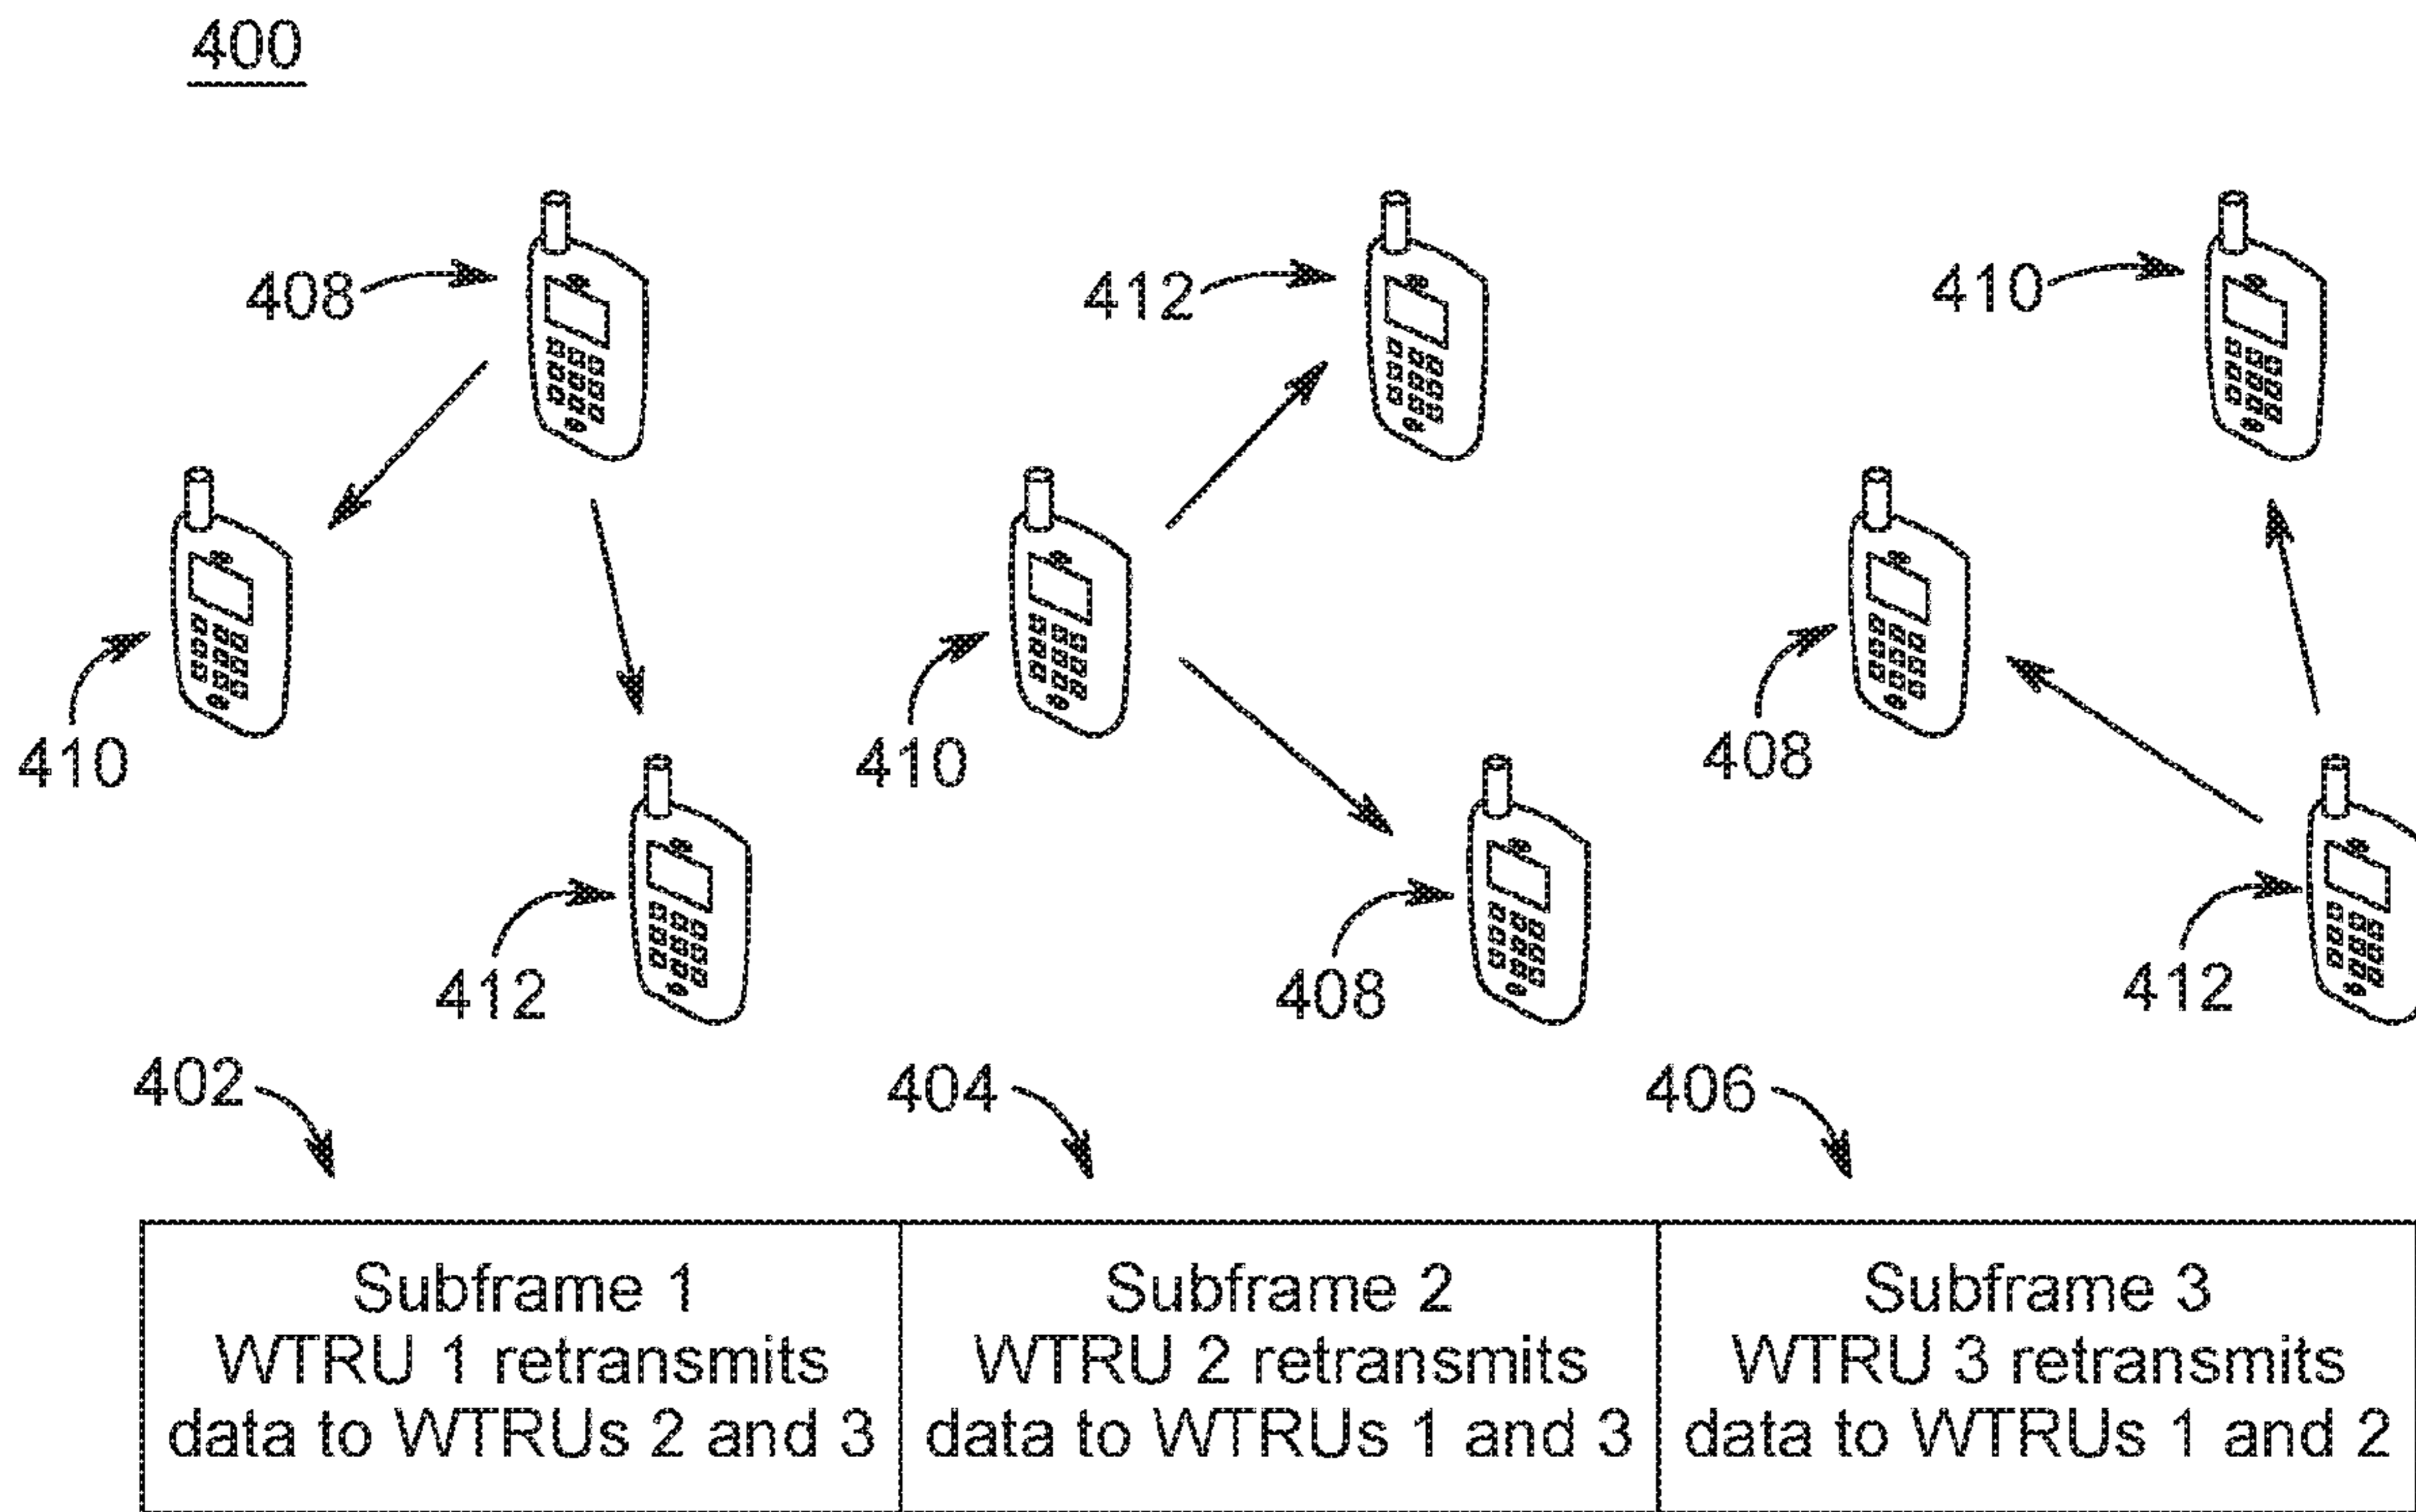 400
408
412
410
410
410
408
412
408
412
402
404
406
Subframe 1
WTRU 1 retransmits
data to WTRUs 2 and 3
Subframe 2
WTRU 2 retransmits
data to WTRUs 1 and 3
Subframe 3
WTRU 3 retransmits
data to WTRUs 1 and 2